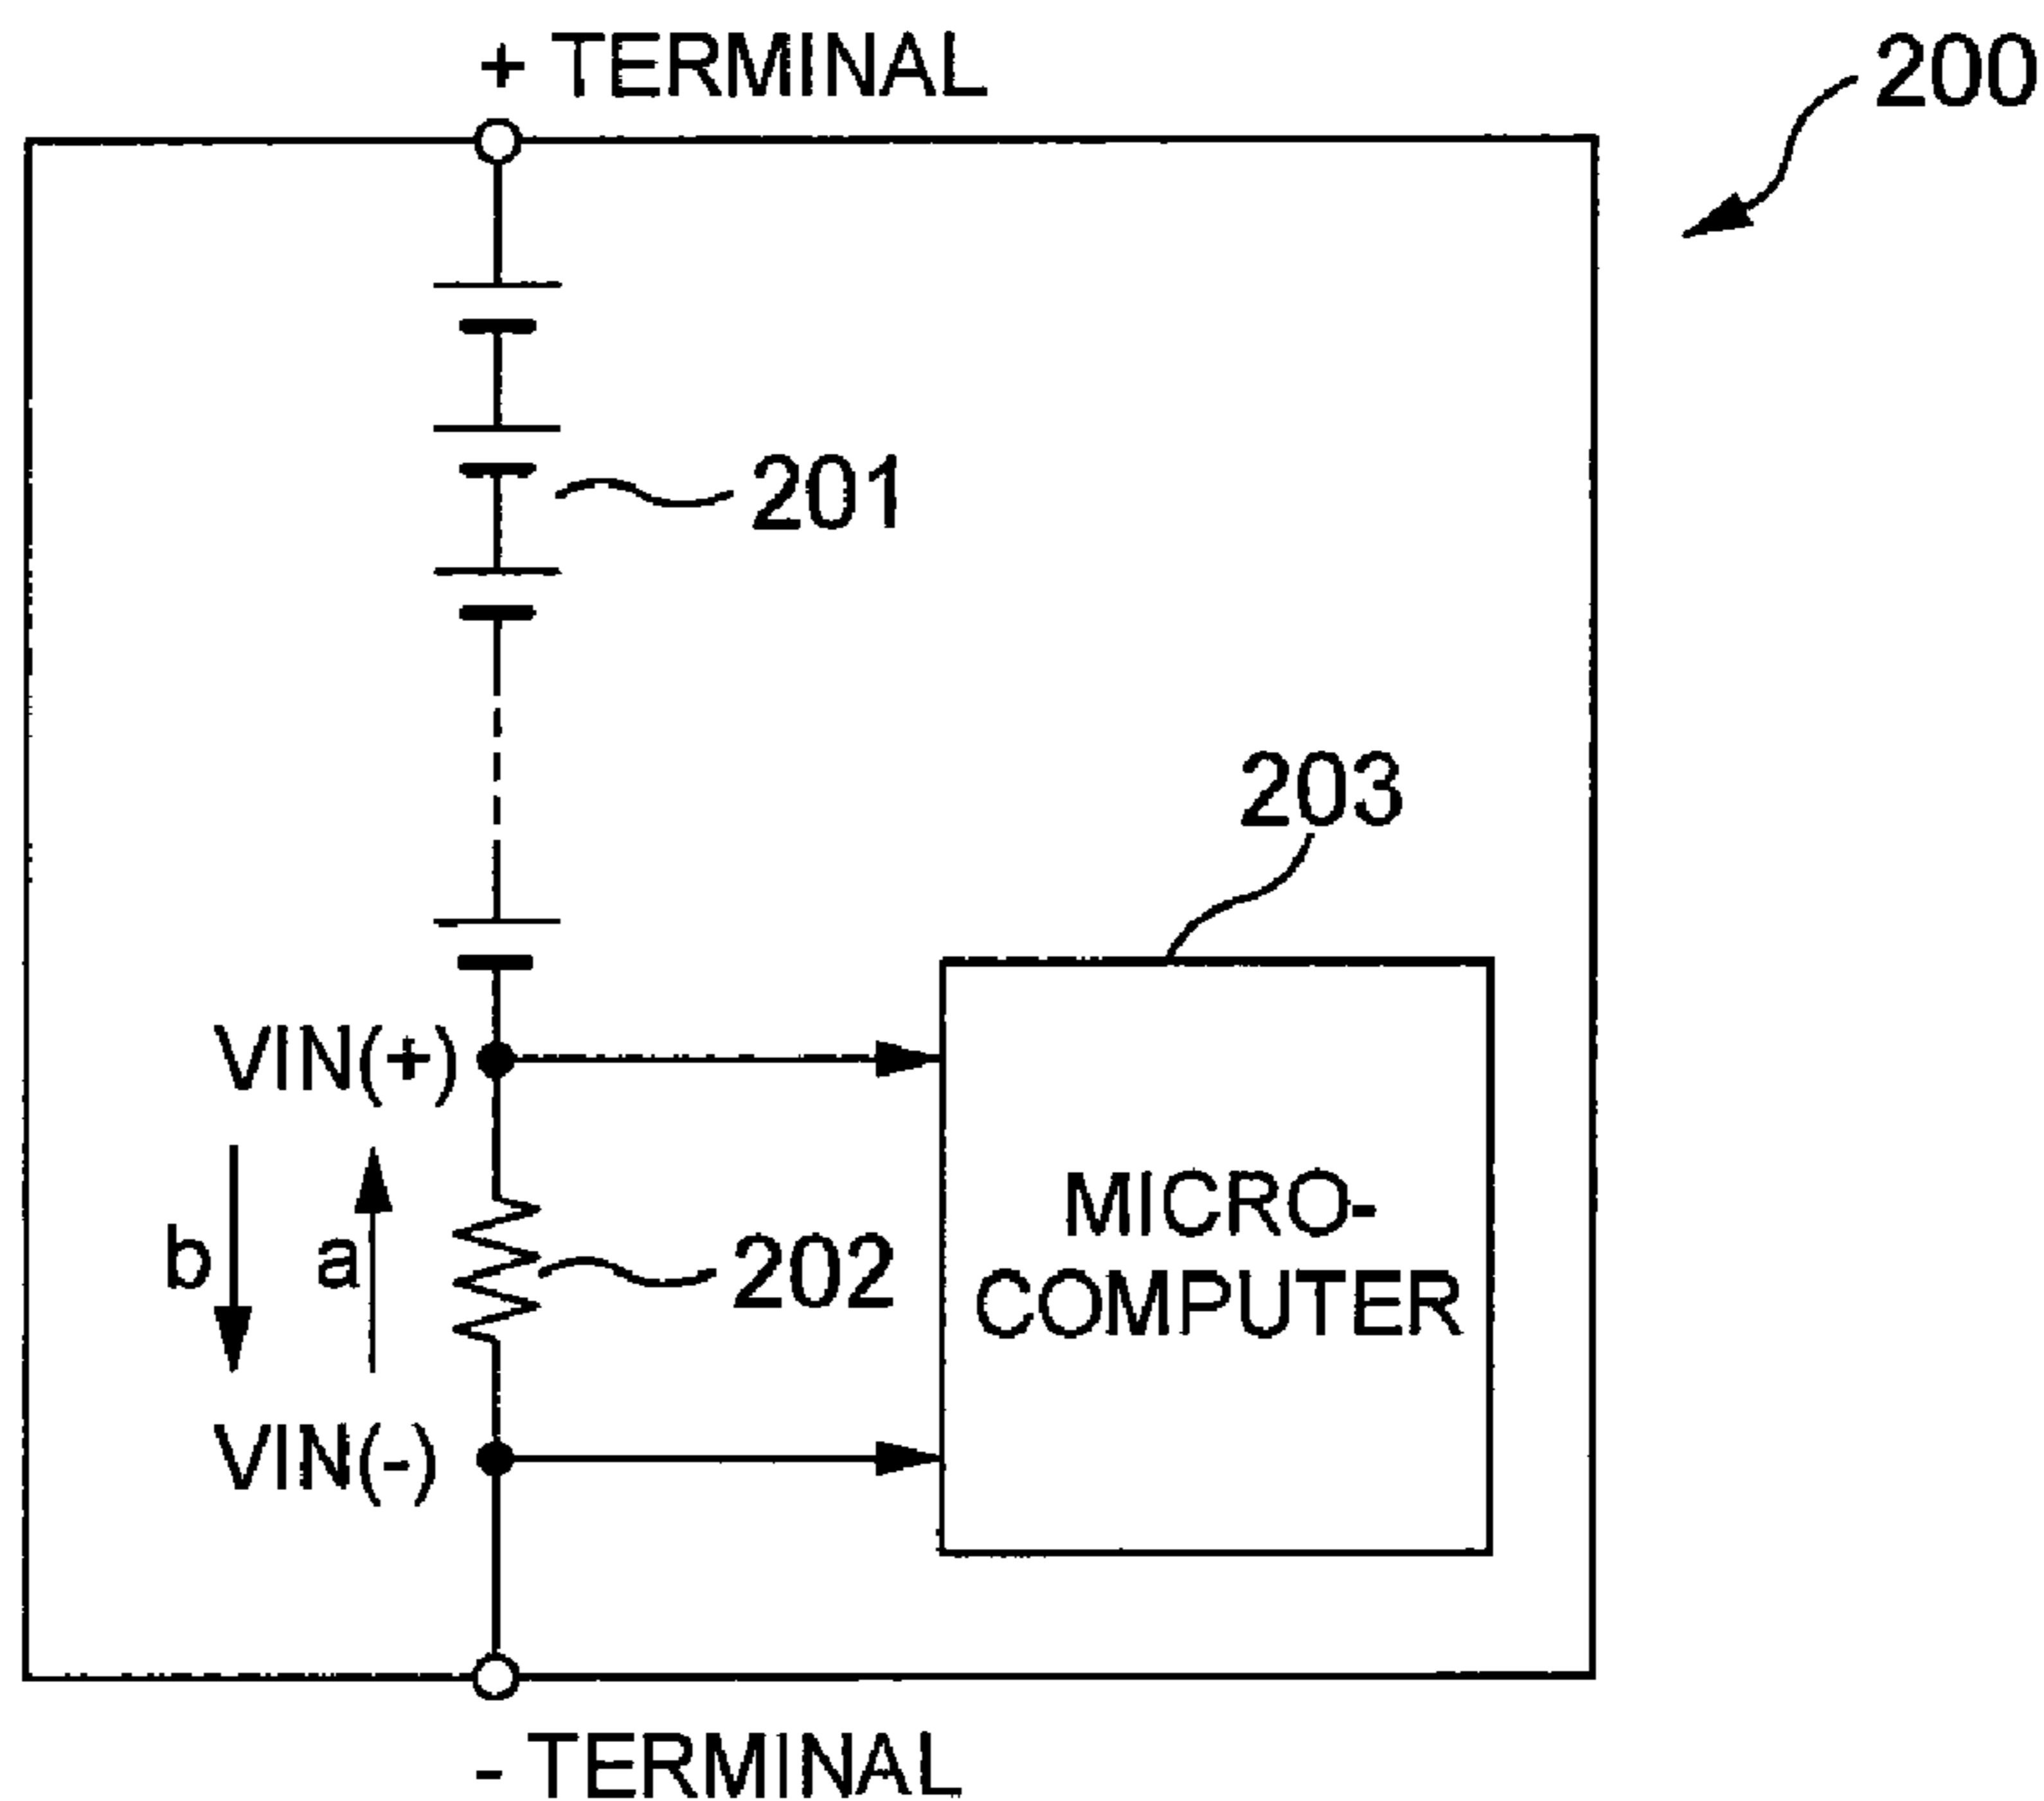 + TERMINAL
200
201
203
VIN(+)
b
a
202
MICRO-
COMPUTER
VIN(-)
- TERMINAL